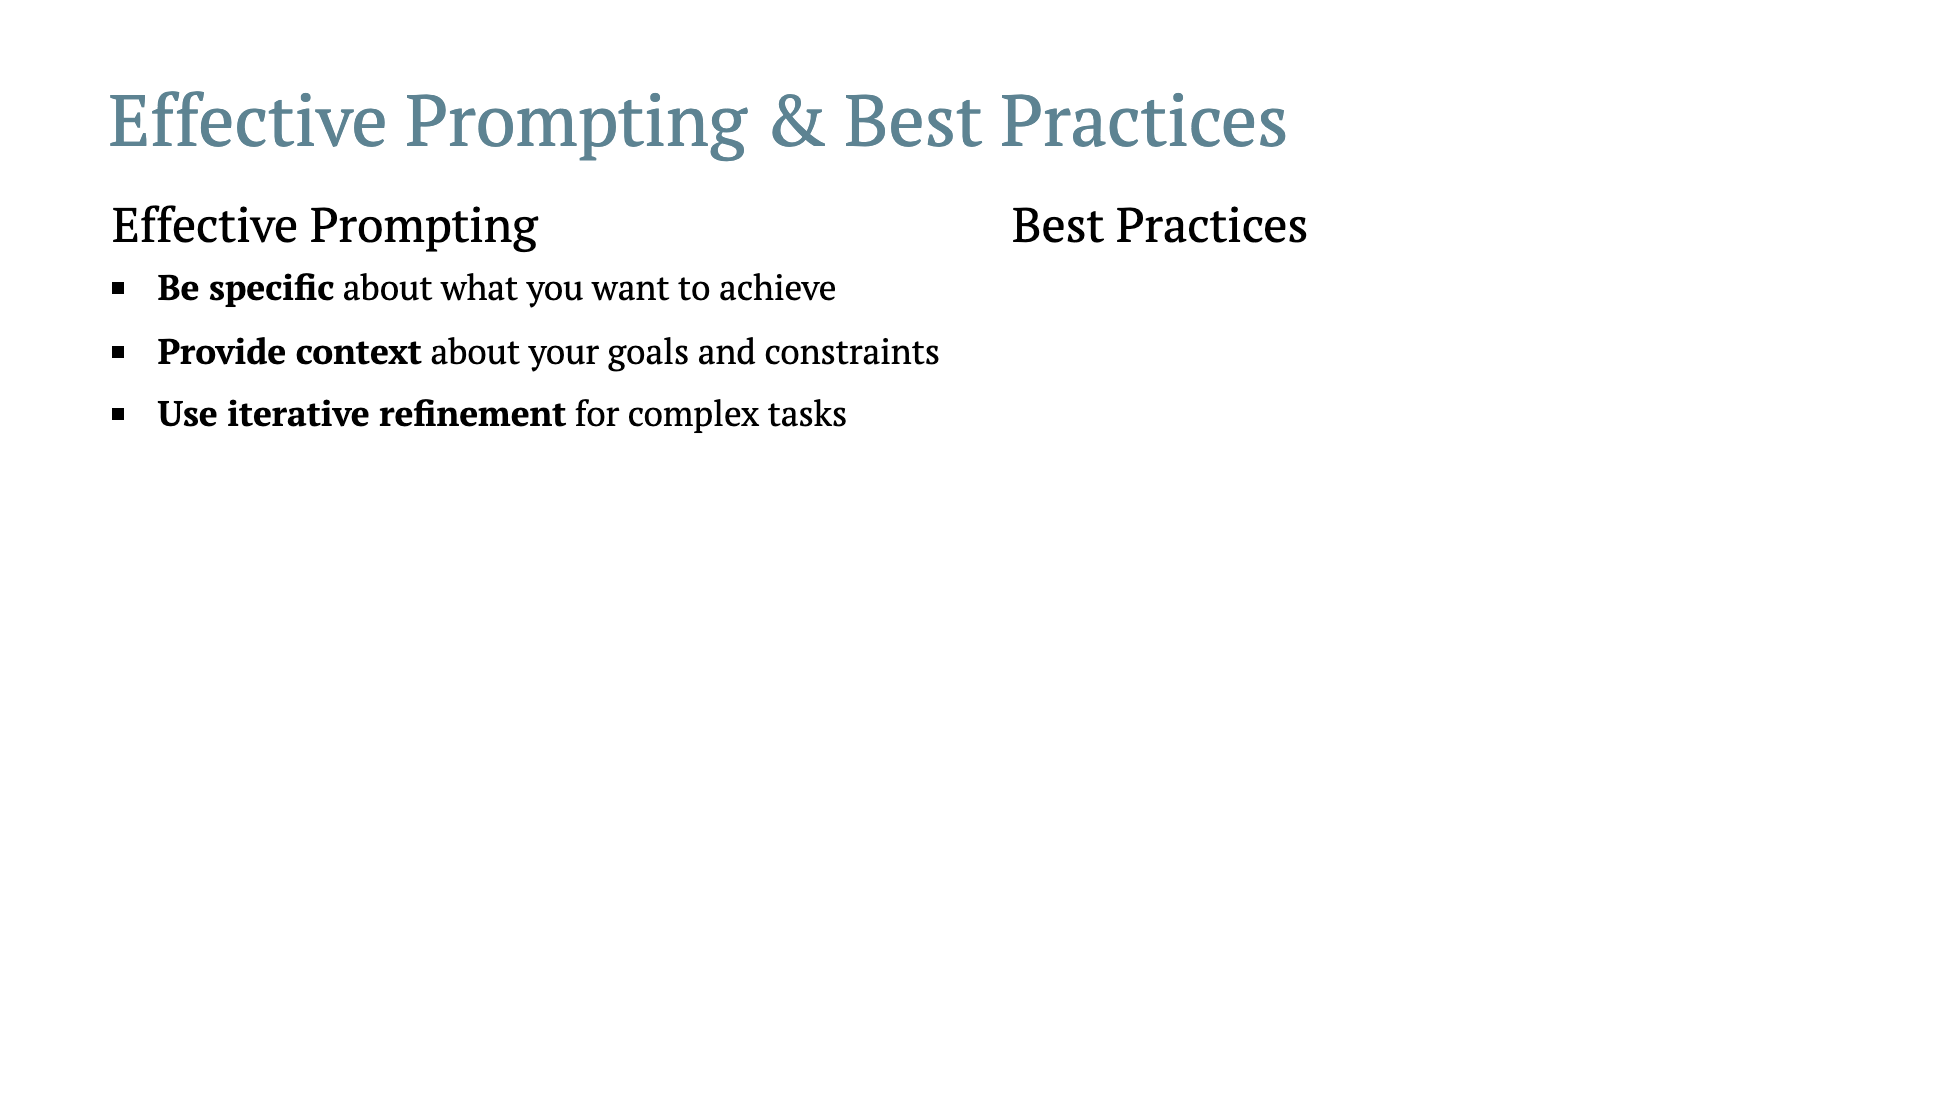 Effective Prompting & Best Practices
Effective Prompting
▪ Be specific about what you want to achieve
▪ Provide context about your goals and constraints
▪ Use iterative refinement for complex tasks
Best Practices